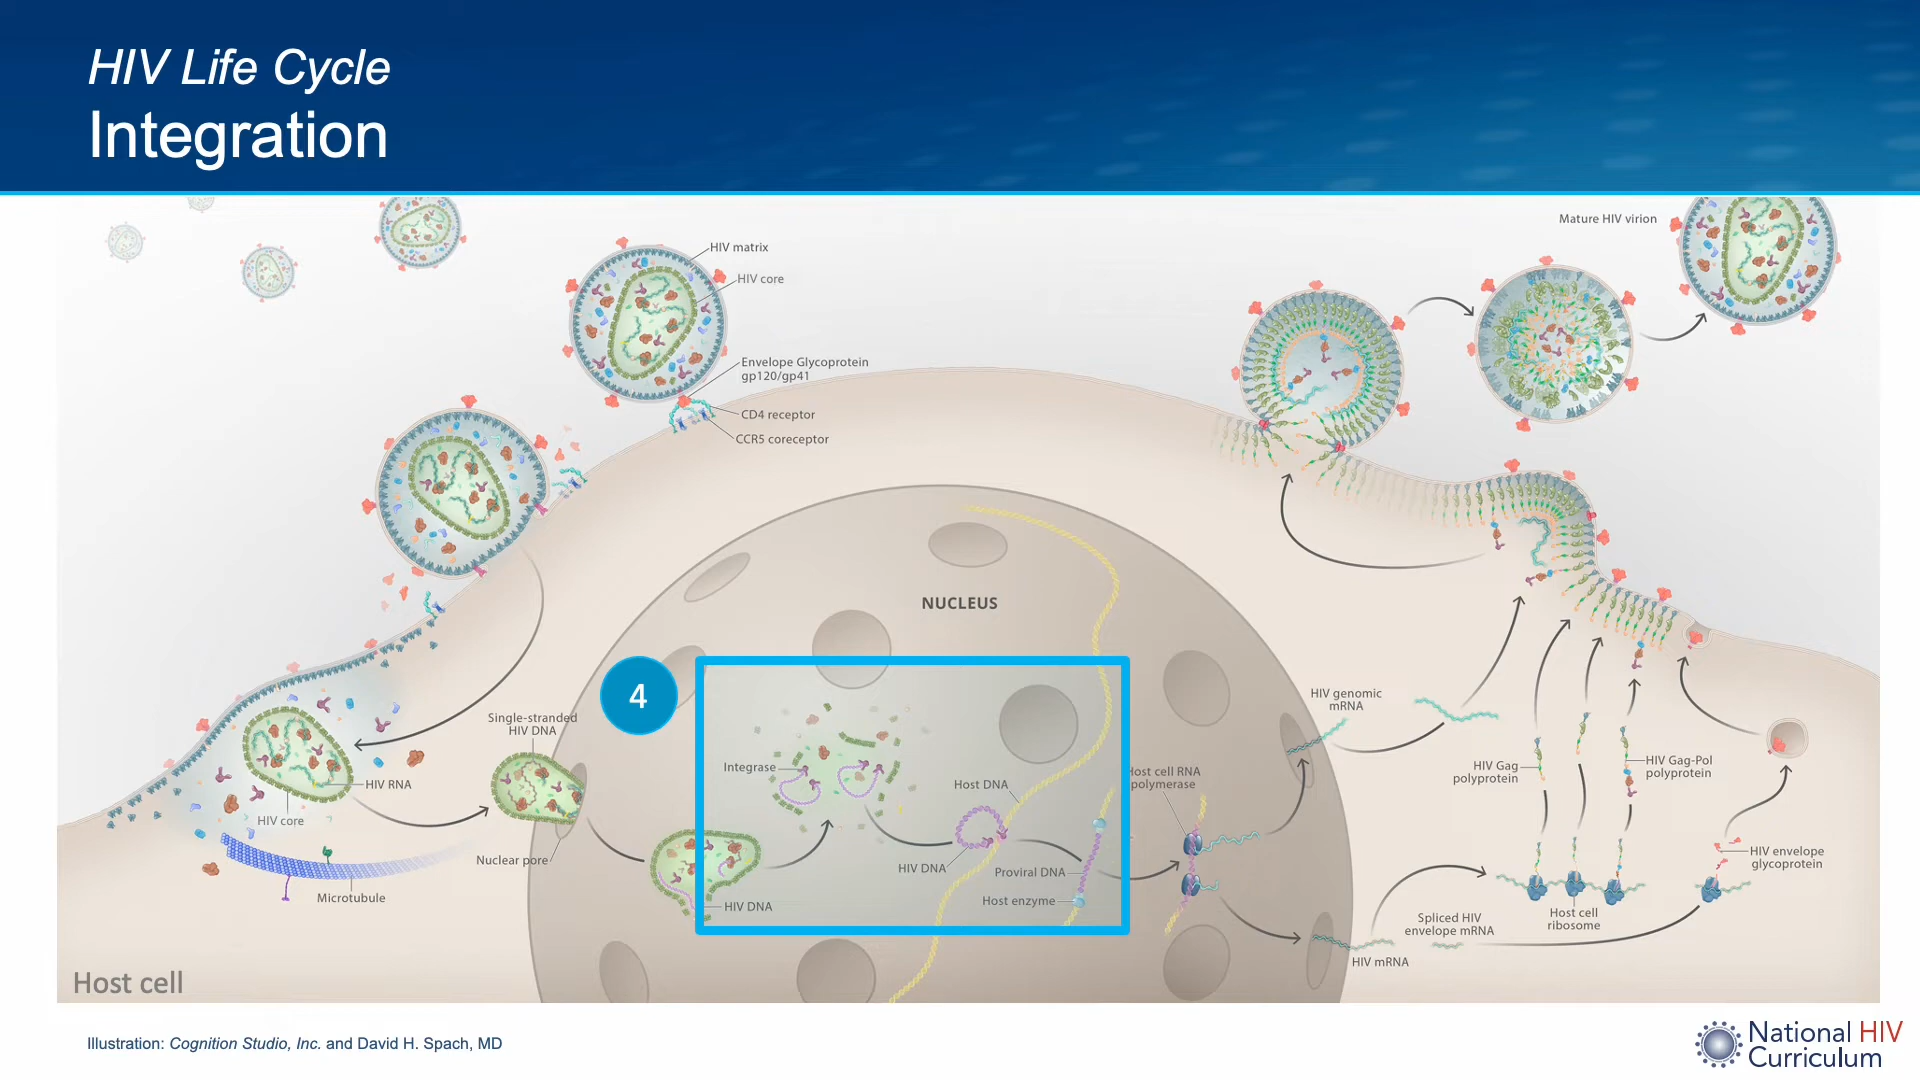 HIV Life Cycle
Integration
Mature HIV virion
HIV matrix
HIV core
Envelope Glycoprotein
gp120/gp41
CD4 receptor
CCR5 coreceptor
NUCLEUS
4
Single-stranded
HIV DNA
HIV RNA
HIV core
Nuclear pore
Microtubule
Integrase
HIV DNA
Host DNA
HIV DNA
Proviral DNA
Host enzyme
Host cell RNA
polymerase
HIV genomic
mRNA
HIV mRNA
Spliced HIV
envelope mRNA
HIV Gag
polyprotein
HIV Gag-Pol
polyprotein
Host cell
ribosome
HIV envelope
glycoprotein
Host cell
Illustration: Cognition Studio, Inc. and David H. Spach, MD
National HIV
Curriculum